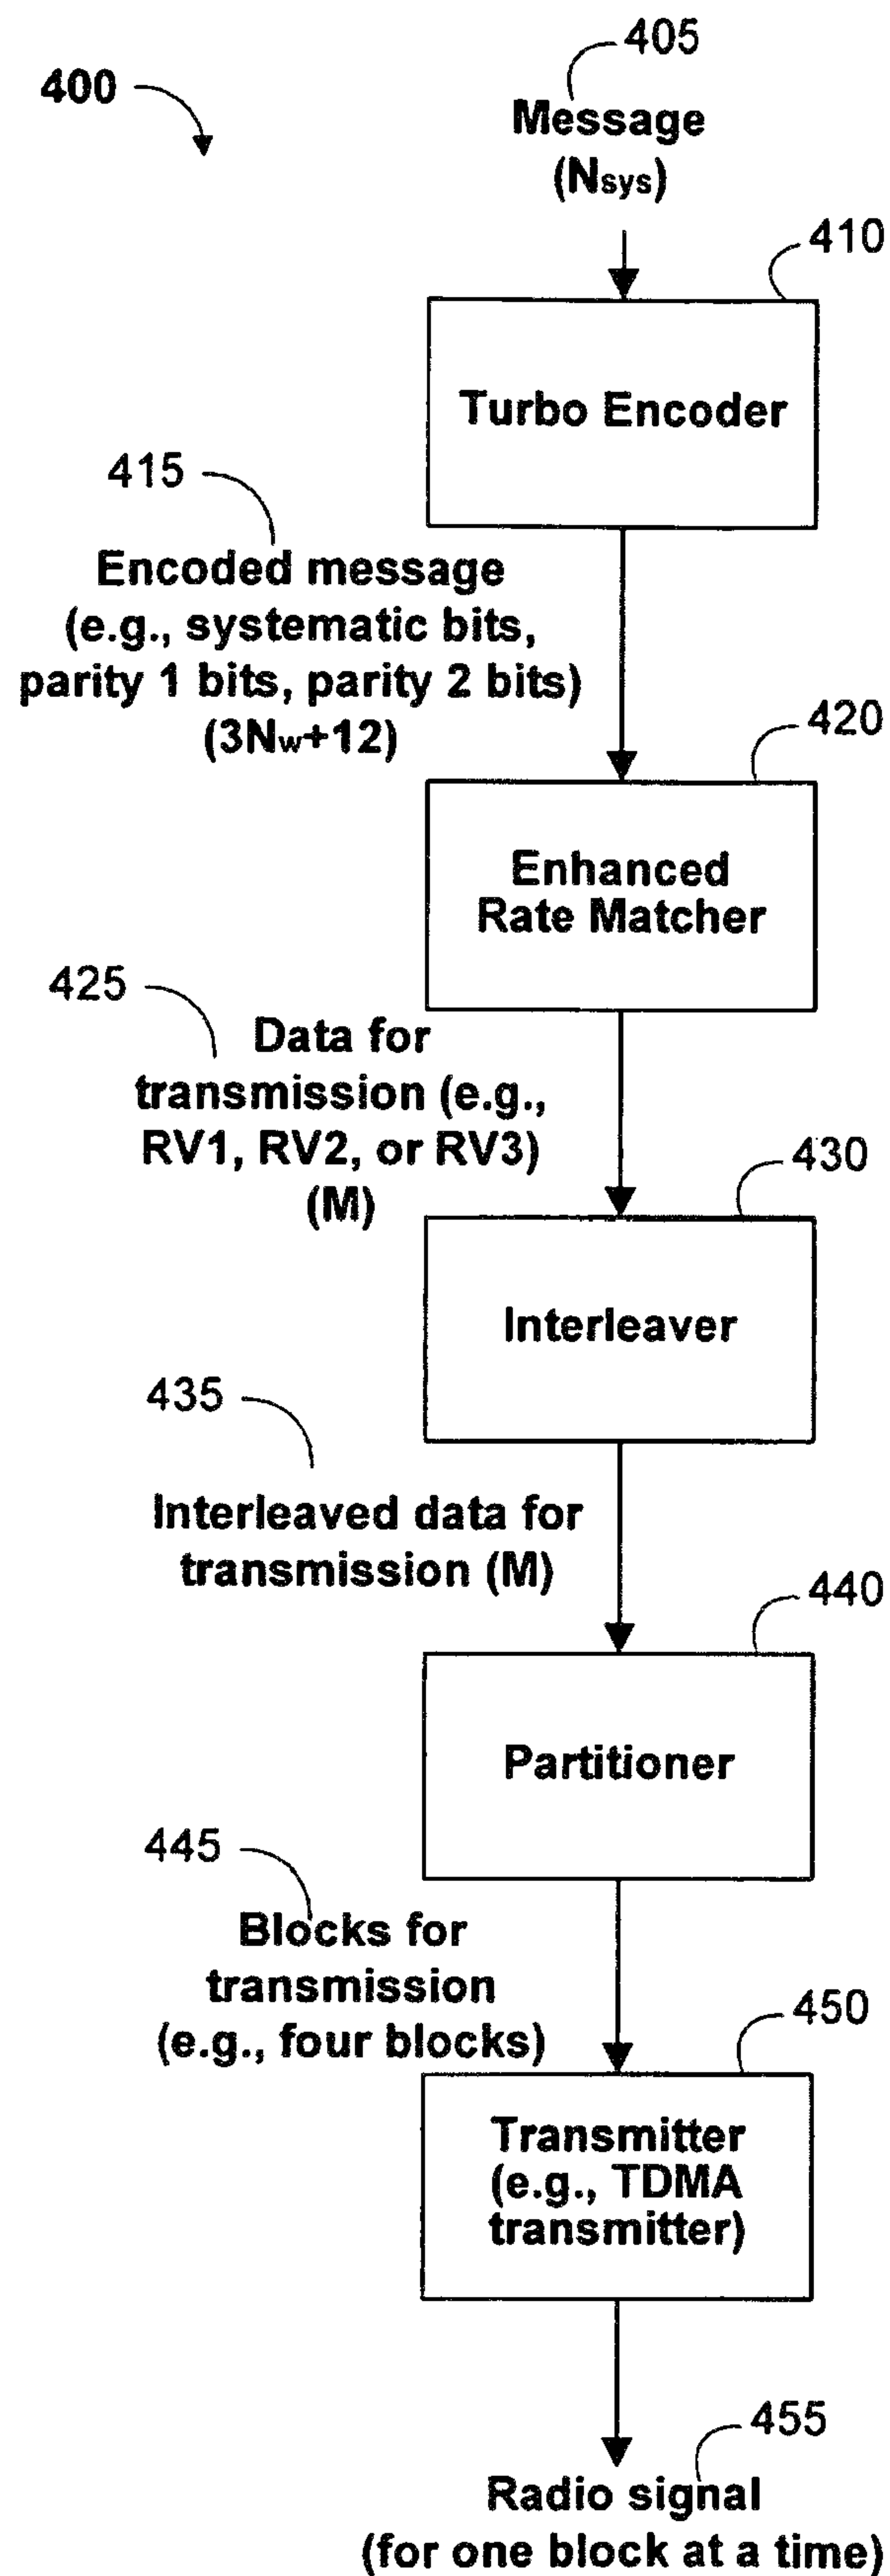 405
400
Message
(Nsys)
410
Turbo Encoder
415
Encoded message
(e.g., systematic bits,
parity 1 bits, parity 2 bits)
(3Nw+12)
420
Enhanced
Rate Matcher
425
Data for
transmission (e.g.,
RV1, RV2, or RV3)
(M)
430
Interleaver
435
Interleaved data for
transmission (M)
440
Partitioner
445
Blocks for
transmission
(e.g., four blocks)
450
Transmitter
(e.g., TDMA
transmitter)
455
Radio signal
(for one block at a time)